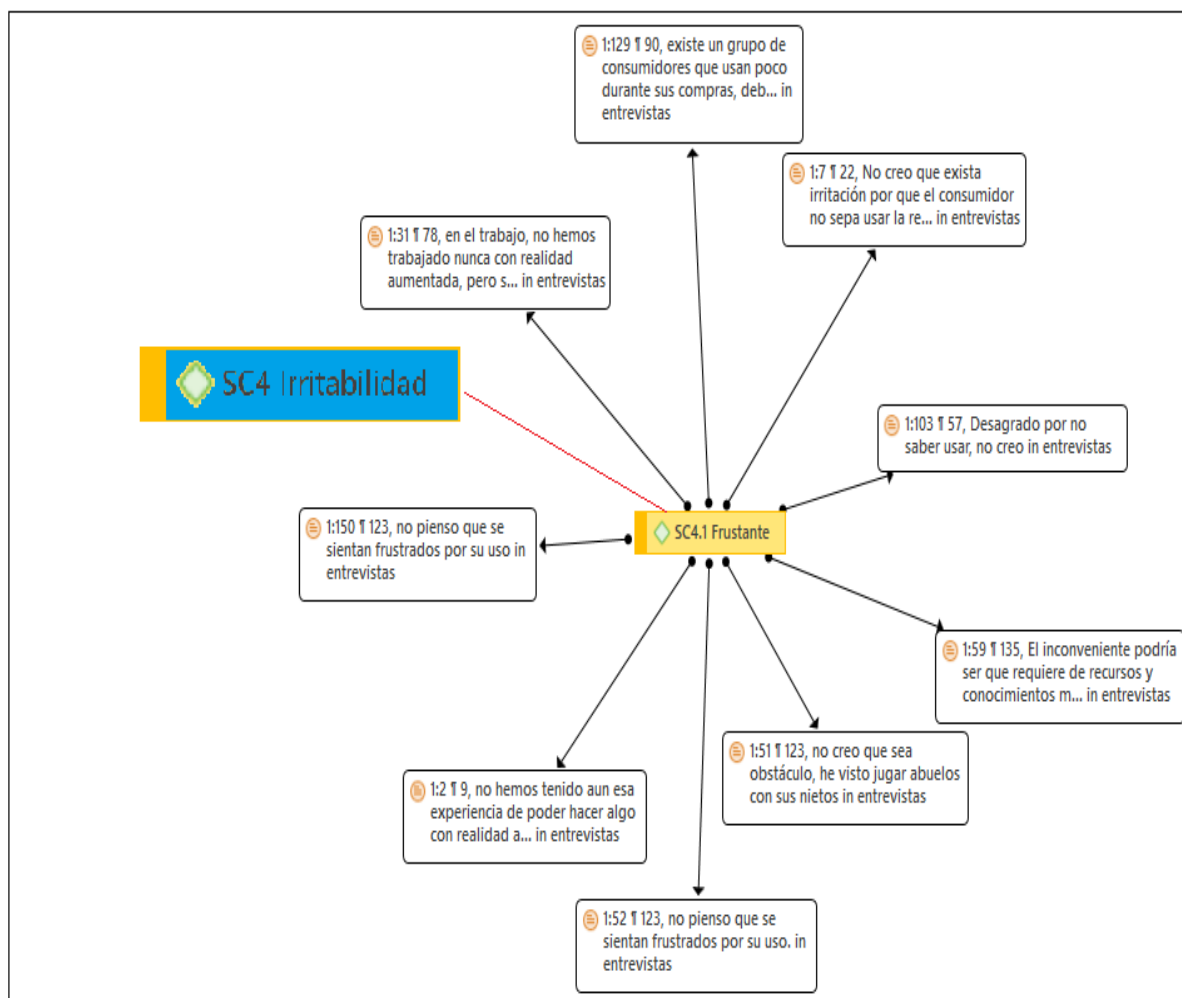 1:129 ¶ 90, existe un grupo de
consumidores que usan poco
durante sus compras, deb... in
entrevistas
1:7 ¶ 22, No creo que exista
irritación por que el consumidor
no sepa usar la re... in entrevistas
1:31 ¶ 78, en el trabajo, no hemos
trabajado nunca con realidad
aumentada, pero s... in entrevistas
SC4 Irritabilidad
1:103 ¶ 57, Desagrado por no
saber usar, no creo in entrevistas
1:150 ¶ 123, no pienso que se
sientan frustrados por su uso in
entrevistas
SC4.1 Frustante
1:59 ¶ 135, El inconveniente podría
ser que requiere de recursos y
conocimientos m... in entrevistas
1:51 ¶ 123, no creo que sea
obstáculo, he visto jugar abuelos
con sus nietos in entrevistas
1:2 ¶ 9, no hemos tenido aun esa
experiencia de poder hacer algo
con realidad a... in entrevistas
1:52 ¶ 123, no pienso que se
sientan frustrados por su uso. in
entrevistas